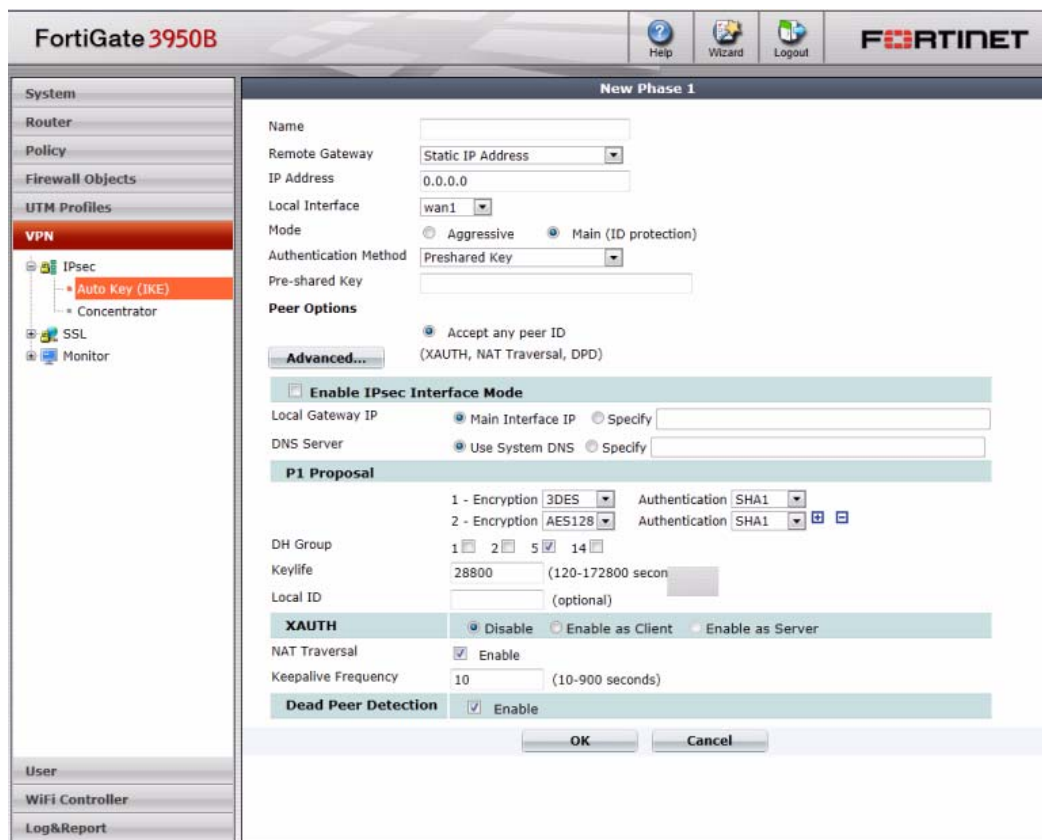 FortiGate 3950B
Help
Wizard
Logout
FORTINET
System
Router
Policy
Firewall Objects
UTM Profiles
VPN
IPsec
Auto Key (IKE)
Concentrator
SSL
Monitor
User
WiFi Controller
Log&Report
New Phase 1
Name
Remote Gateway Static IP Address
IP Address 0.0.0.0
Local Interface wan1
Mode Aggressive Main (ID protection)
Authentication Method Preshared Key
Pre-shared Key
Peer Options
Accept any peer ID
Advanced... (XAUTH, NAT Traversal, DPD)
Enable IPsec Interface Mode
Local Gateway IP Main Interface IP Specify
DNS Server Use System DNS Specify
P1 Proposal
1 - Encryption 3DES Authentication SHA1
2 - Encryption AES128 Authentication SHA1
DH Group 1 2 5 14
Keylife 28800 (120-172800 secon
Local ID (optional)
XAUTH Disable Enable as Client Enable as Server
NAT Traversal Enable
Keepalive Frequency 10 (10-900 seconds)
Dead Peer Detection Enable
OK Cancel